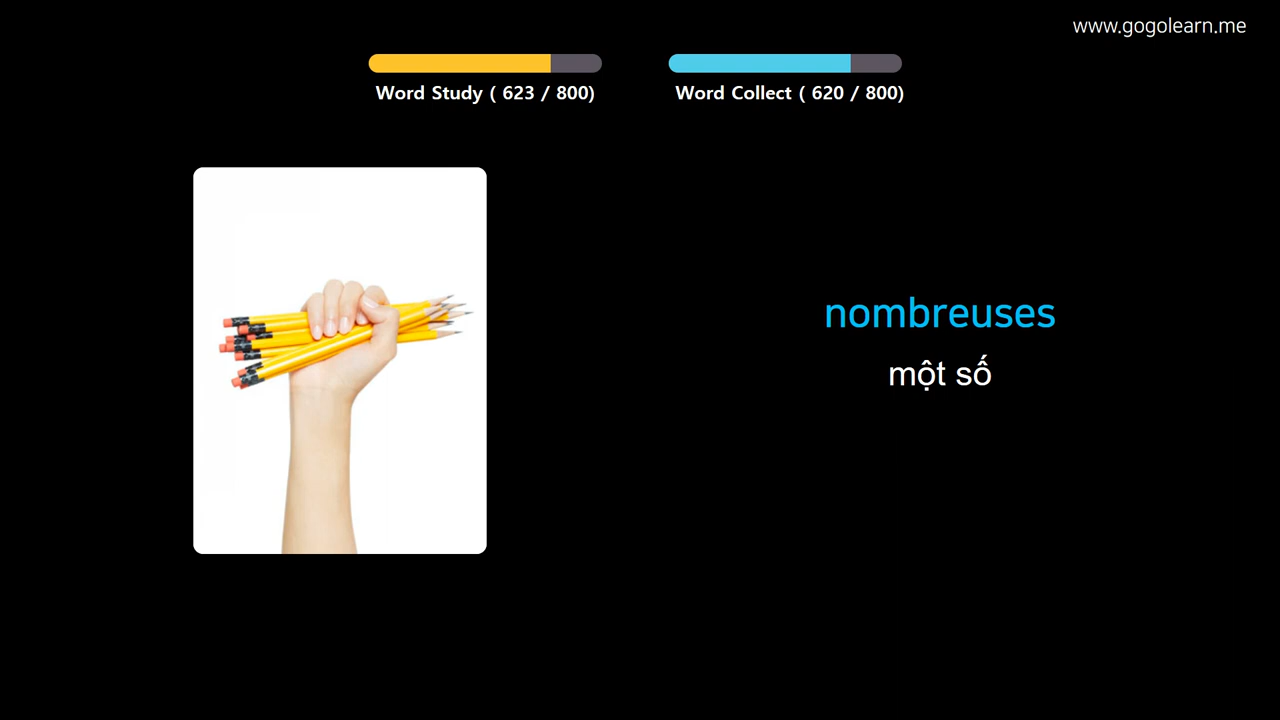 www.gogolearn.me
Word Study ( 623 / 800)
Word Collect ( 620 / 800)
nombreuses
một số